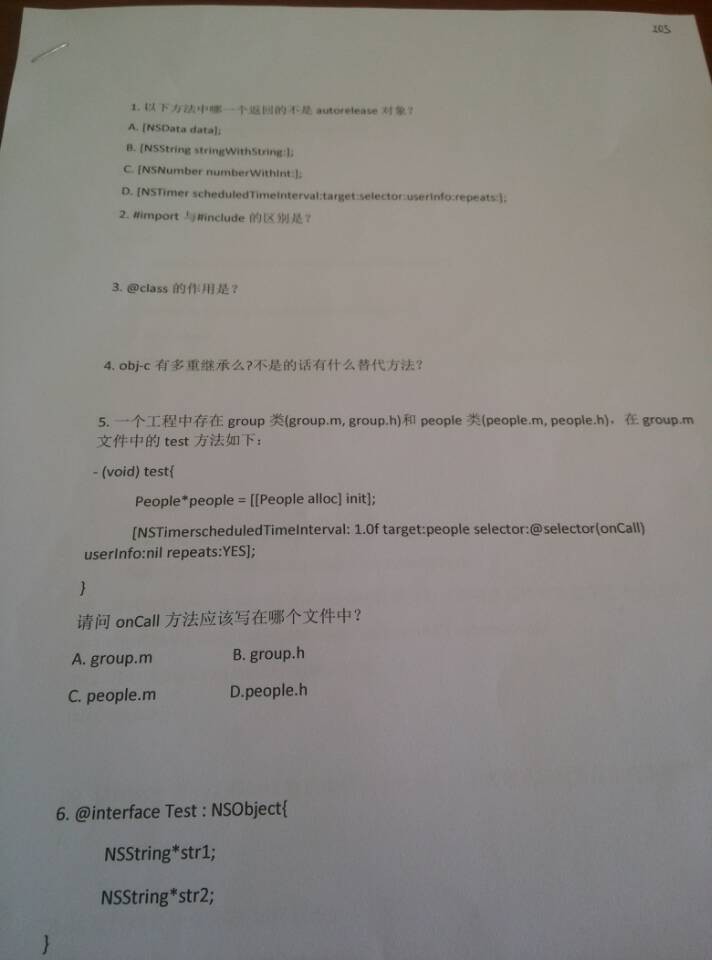 105
1. 以下方法中哪一个返回的不是 autorelease 对象？
A. [NSData data];
B. [NSString stringWithString:];
C. [NSNumber numberWithInt:];
D. [NSTimer scheduledTimeInterval:target:selector:userInfo:repeats:];
2. #import 与#include 的区别是？
3. @class 的作用是？
4. obj-c 有多重继承么?不是的话有什么替代方法？
5. 一个工程中存在 group 类(group.m, group.h)和 people 类(people.m, people.h)，在 group.m
文件中的 test 方法如下：
- (void) test{
People*people = [[People alloc] init];
[NSTimerscheduledTimeInterval: 1.0f target:people selector:@selector(onCall)
userInfo:nil repeats:YES];
}
请问 onCall 方法应该写在哪个文件中？
A. group.m B. group.h
C. people.m D.people.h
6. @interface Test : NSObject{
NSString*str1;
NSString*str2;
}